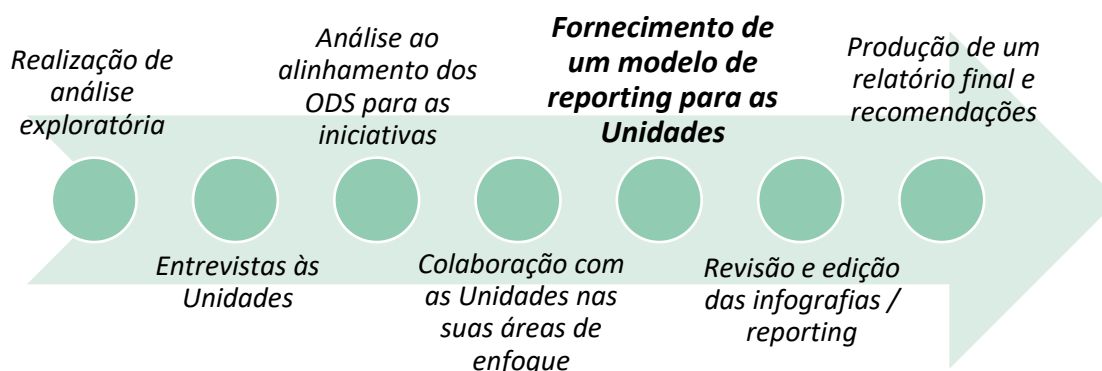 Realização de
análise
exploratória
Entrevistas às
Unidades
Análise ao
alinhamento dos
ODS para as
iniciativas
Colaboração com
as Unidades nas
suas áreas de
enfoque
Fornecimento de
um modelo de
reporting para as
Unidades
Revisão e edição
das infografias /
reporting
Produção de um
relatório final e
recomendações